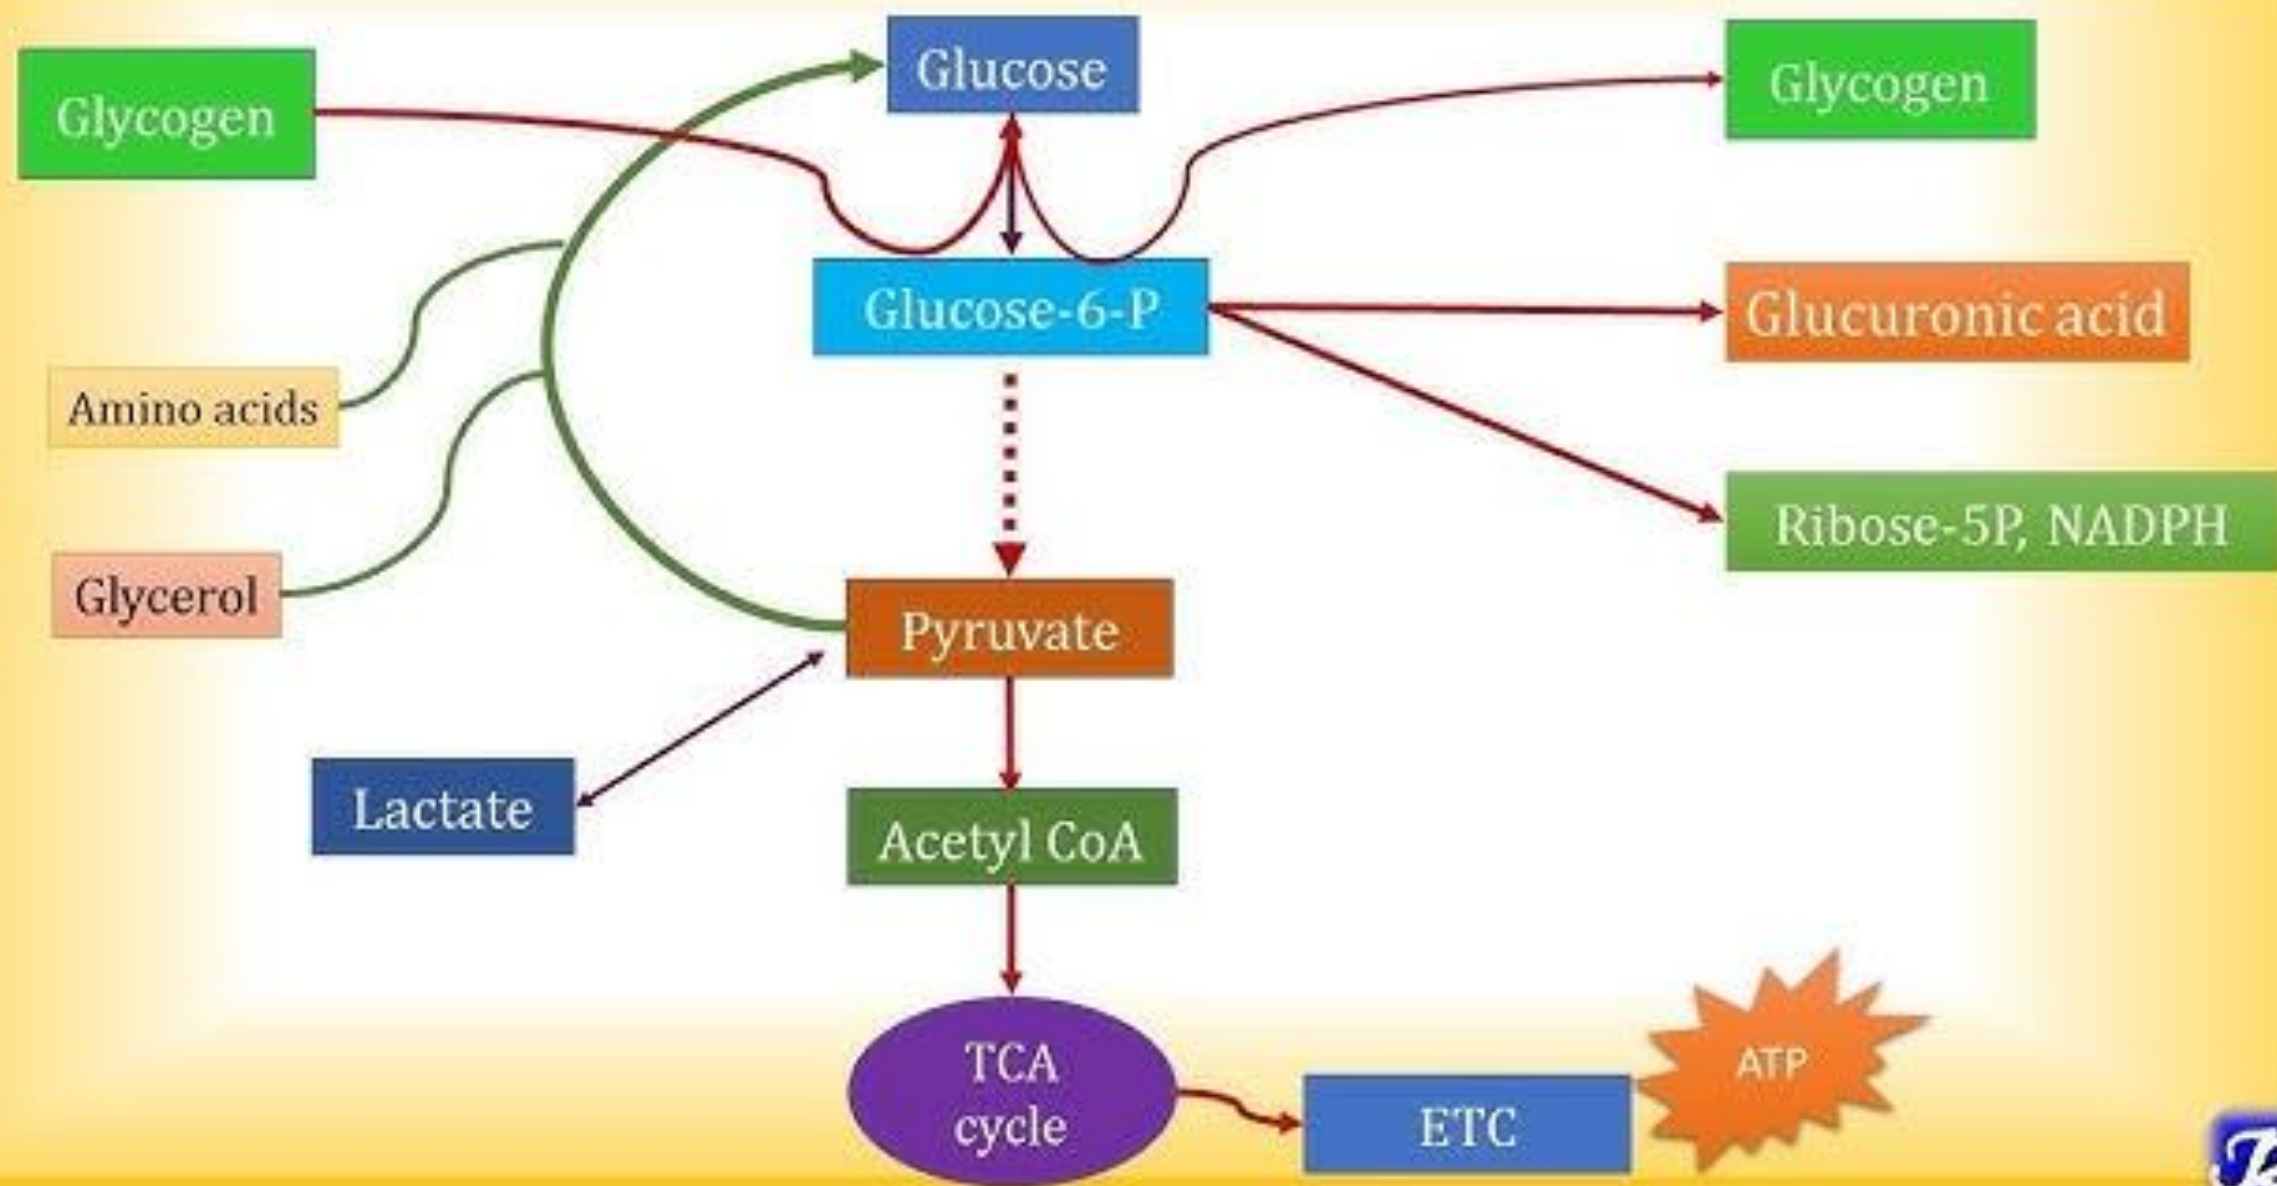 Glucose
Glycogen
Glycogen
Glucose-6-P
Glucuronic acid
Amino acids
Ribose-5P, NADPH
Glycerol
Pyruvate
Lactate
Acetyl CoA
TCA
cycle
ATP
ETC